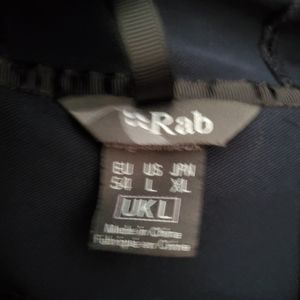 Rab
EU US JPN
54 L XL
UK L
Made in China
Fabriqué en Chine